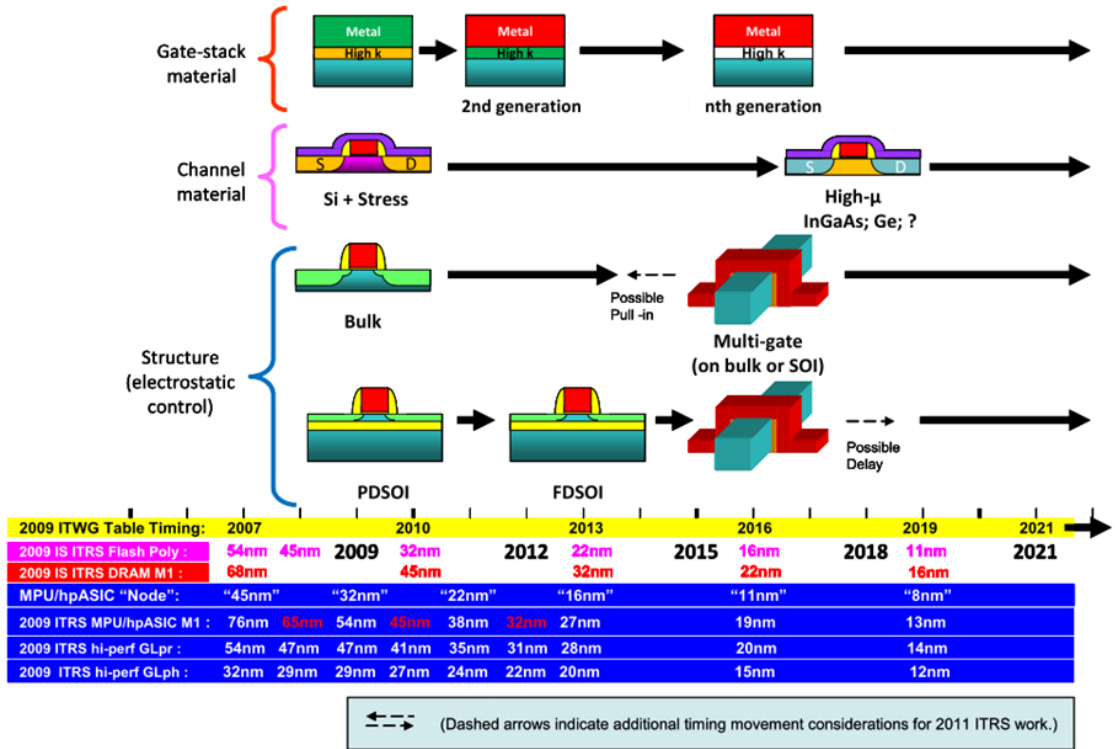 Metal
High k
Metal
High k
Metal
High k
Gate-stack
material
2nd generation
nth generation
S
D
S
D
Channel
material
Si + Stress
High-μ
InGaAs; Ge; ?
Possible
Pull -in
Bulk
Multi-gate
(on bulk or SOI)
Structure
(electrostatic
control)
Possible
Delay
PDSOI
FDSOI
2009 ITWG Table Timing: 2007 2010 2013 2016 2019 2021
2009 IS ITRS Flash Poly : 54nm 45nm 2009 32nm 2012 22nm 2015 16nm 2018 11nm 2021
2009 IS ITRS DRAM M1 : 68nm 45nm 32nm 22nm 16nm
MPU/hpASIC “Node”: “45nm” “32nm” “22nm” “16nm” “11nm” “8nm”
2009 ITRS MPU/hpASIC M1 : 76nm 65nm 54nm 45nm 38nm 32nm 27nm 19nm 13nm
2009 ITRS hi-perf GLpr : 54nm 47nm 47nm 41nm 35nm 31nm 28nm 20nm 14nm
2009 ITRS hi-perf GLph : 32nm 29nm 29nm 27nm 24nm 22nm 20nm 15nm 12nm
(Dashed arrows indicate additional timing movement considerations for 2011 ITRS work.)